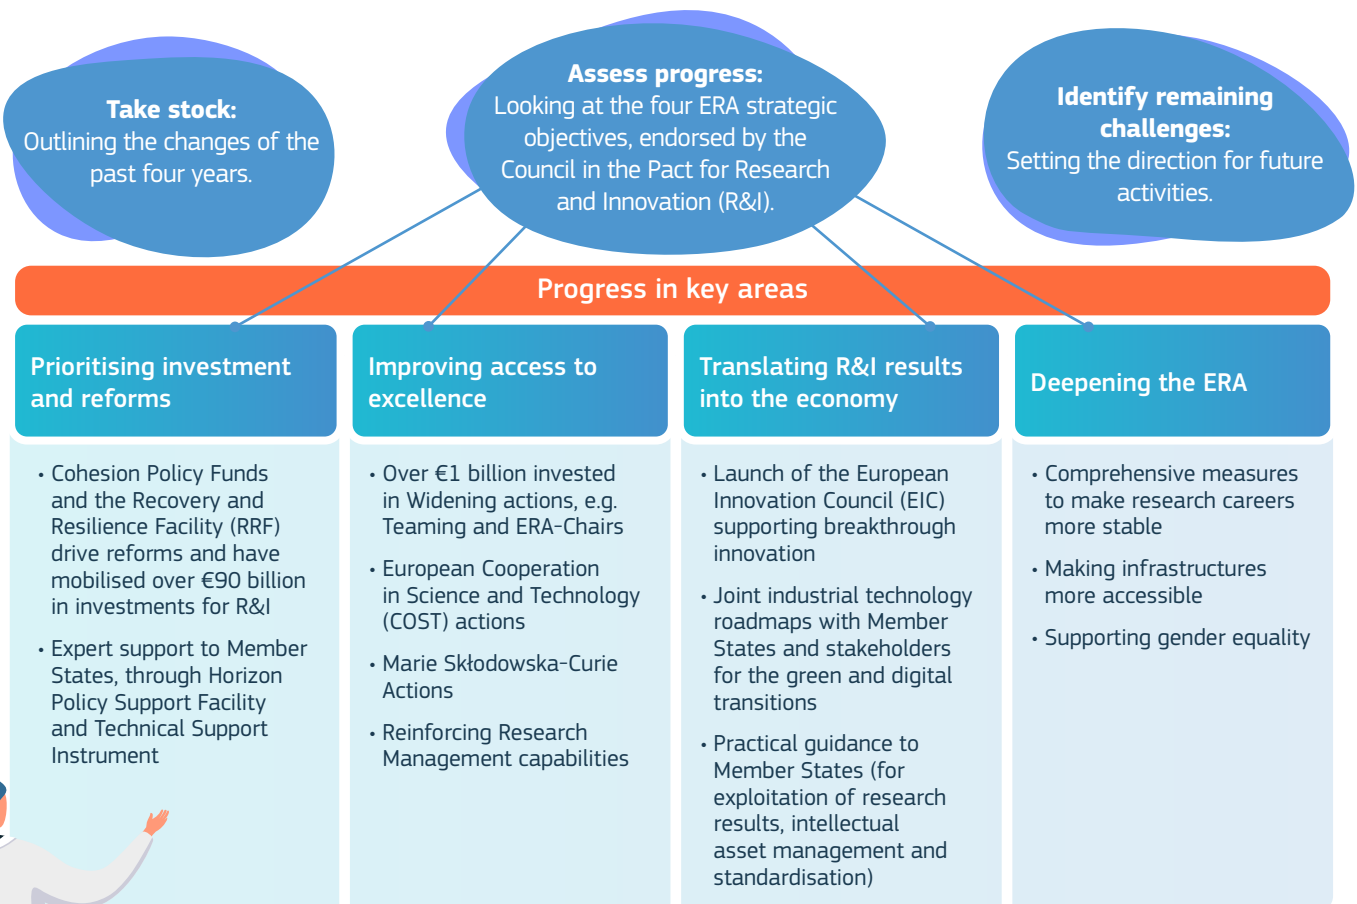 Take stock:
Outlining the changes of the
past four years.
Assess progress:
Looking at the four ERA strategic
objectives, endorsed by the
Council in the Pact for Research
and Innovation (R&I).
Identify remaining
challenges:
Setting the direction for future
activities.
Progress in key areas
Prioritising investment
and reforms
• Cohesion Policy Funds
and the Recovery and
Resilience Facility (RRF)
drive reforms and have
mobilised over €90 billion
in investments for R&I
• Expert support to Member
States, through Horizon
Policy Support Facility
and Technical Support
Instrument
Improving access to
excellence
• Over €1 billion invested
in Widening actions, e.g.
Teaming and ERA-Chairs
• European Cooperation
in Science and Technology
(COST) actions
• Marie Skłodowska-Curie
Actions
• Reinforcing Research
Management capabilities
Translating R&I results
into the economy
• Launch of the European
Innovation Council (EIC)
supporting breakthrough
innovation
• Joint industrial technology
roadmaps with Member
States and stakeholders
for the green and digital
transitions
• Practical guidance to
Member States (for
exploitation of research
results, intellectual
asset management and
standardisation)
Deepening the ERA
• Comprehensive measures
to make research careers
more stable
• Making infrastructures
more accessible
• Supporting gender equality